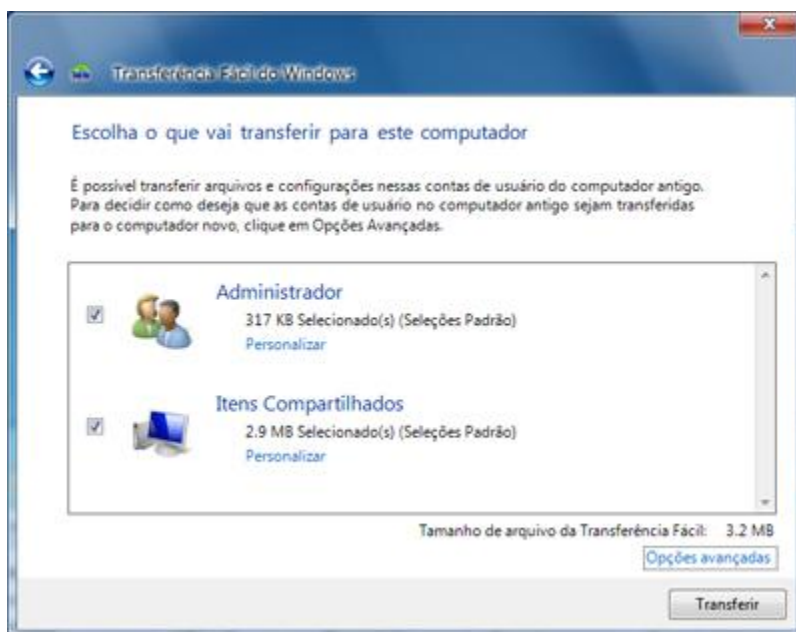 Transferência Fácil do Windows
Escolha o que vai transferir para este computador
É possível transferir arquivos e configurações nessas contas de usuário do computador antigo.
Para decidir como deseja que as contas de usuário no computador antigo sejam transferidas
para o computador novo, clique em Opções Avançadas.
Administrador
317 KB Selecionado(s) (Seleções Padrão)
Personalizar
Itens Compartilhados
2.9 MB Selecionado(s) (Seleções Padrão)
Personalizar
Tamanho de arquivo da Transferência Fácil: 3.2 MB
Opções avançadas
Transferir